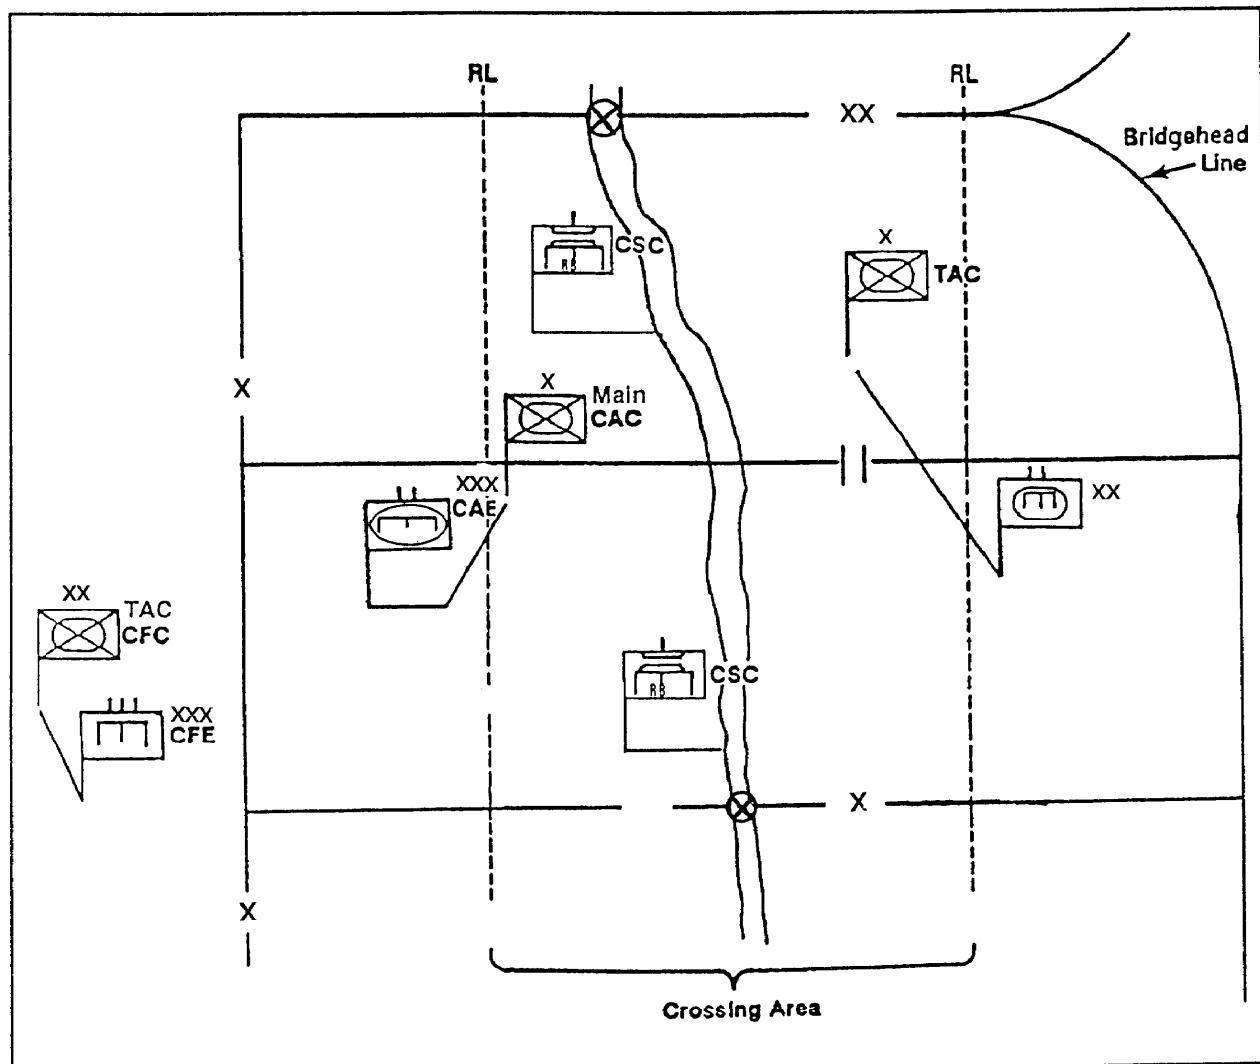 RL
RL
XX
Bridgehead
Line
CSC
RB
X
TAC
X
X
Main
CAC
XXX
CAE
XX
XX
TAC
CFC
XXX
CFE
CSC
RB
X
X
Crossing Area